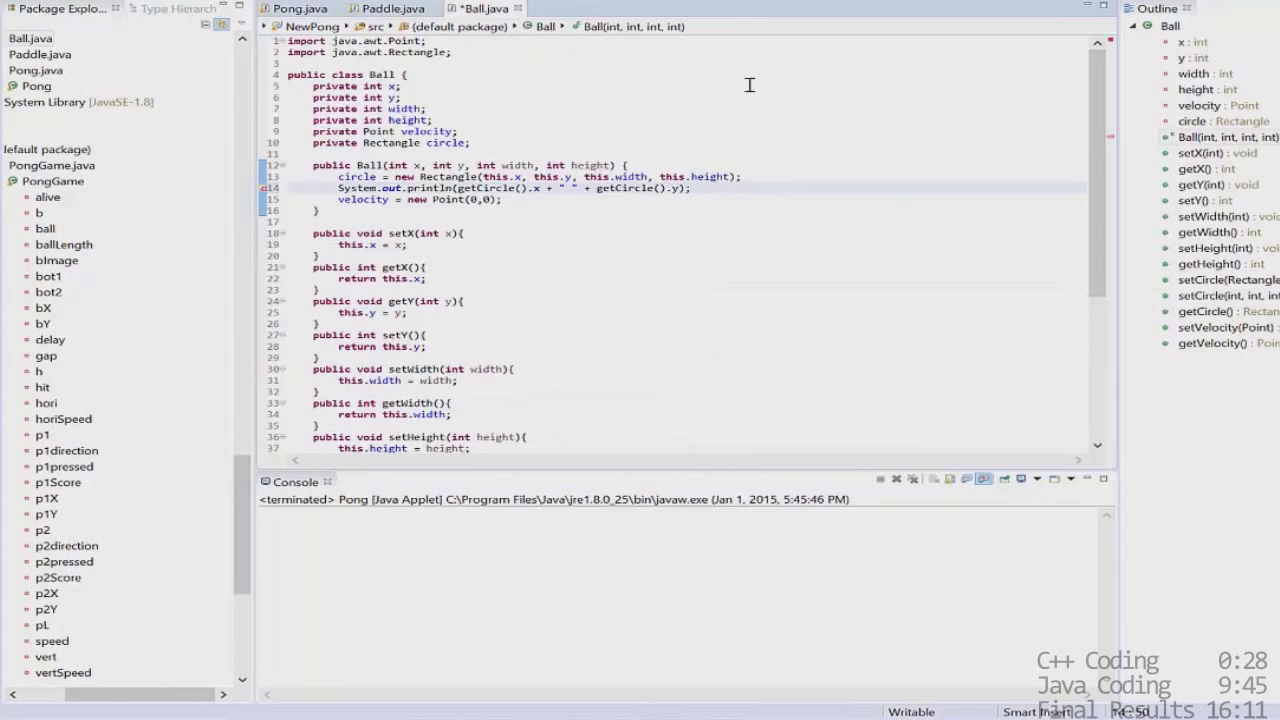 Package Explo...
Type Hierarch
Ball.java
Paddle.java
Pong.java
Pong
System Library [JavaSE-1.8]
default package)
PongGame.java
PongGame
alive
b
ball
ballLength
bImage
bot1
bot2
bX
bY
delay
gap
h
hit
hori
horiSpeed
p1
p1direction
p1pressed
p1Score
p1X
p1Y
p2
p2direction
p2pressed
p2Score
p2X
p2Y
pL
speed
vert
vertSpeed
Pong.java
Paddle.java
*Ball.java
NewPong
src
(default package)
Ball
Ball(int, int, int, int)
1 import java.awt.Point;
2 import java.awt.Rectangle;
3
4 public class Ball {
5 private int x;
6 private int y;
7 private int width;
8 private int height;
9 private Point velocity;
10 private Rectangle circle;
11
12 public Ball(int x, int y, int width, int height) {
13 circle = new Rectangle(this.x, this.y, this.width, this.height);
14 System.out.println(getCircle().x + " " + getCircle().y);
15 velocity = new Point(0,0);
16 }
17
18 public void setX(int x){
19 this.x = x;
20 }
21 public int getX(){
22 return this.x;
23 }
24 public void getY(int y){
25 this.y = y;
26 }
27 public int setY(){
28 return this.y;
29 }
30 public void setWidth(int width){
31 this.width = width;
32 }
33 public int getWidth(){
34 return this.width;
35 }
36 public void setHeight(int height){
37 this.height = height;
Console
<terminated> Pong [Java Applet] C:\Program Files\Java\jre1.8.0_25\bin\javaw.exe (Jan 1, 2015, 5:45:46 PM)
Outline
Ball
x : int
y : int
width : int
height : int
velocity : Point
circle : Rectangle
Ball(int, int, int, int)
setX(int) : void
getX() : int
getY(int) : void
setY() : int
setWidth(int) : void
getWidth() : int
setHeight(int) : void
getHeight() : int
setCircle(Rectangle
setCircle(int, int, in
getCircle() : Rectan
setVelocity(Point) :
getVelocity() : Poin
C++ Coding 0:28
Java Coding 9:45
Final Results 16:11
Writable
Smart Insert